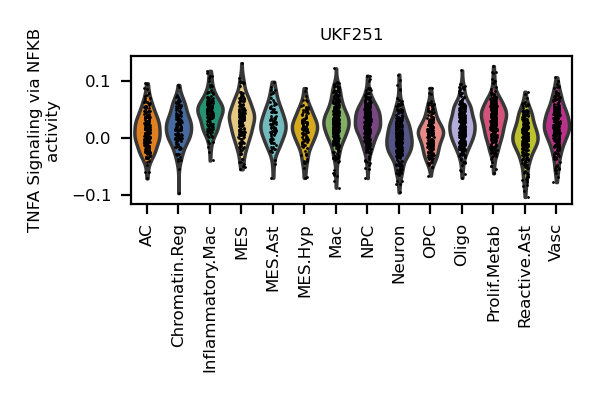 UKF251
TNFA Signaling via NFKB
activity
0.1
0.0
−0.1
AC
Chromatin.Reg
Inflammatory.Mac
MES
MES.Ast
MES.Hyp
Mac
NPC
Neuron
OPC
Oligo
Prolif.Metab
Reactive.Ast
Vasc